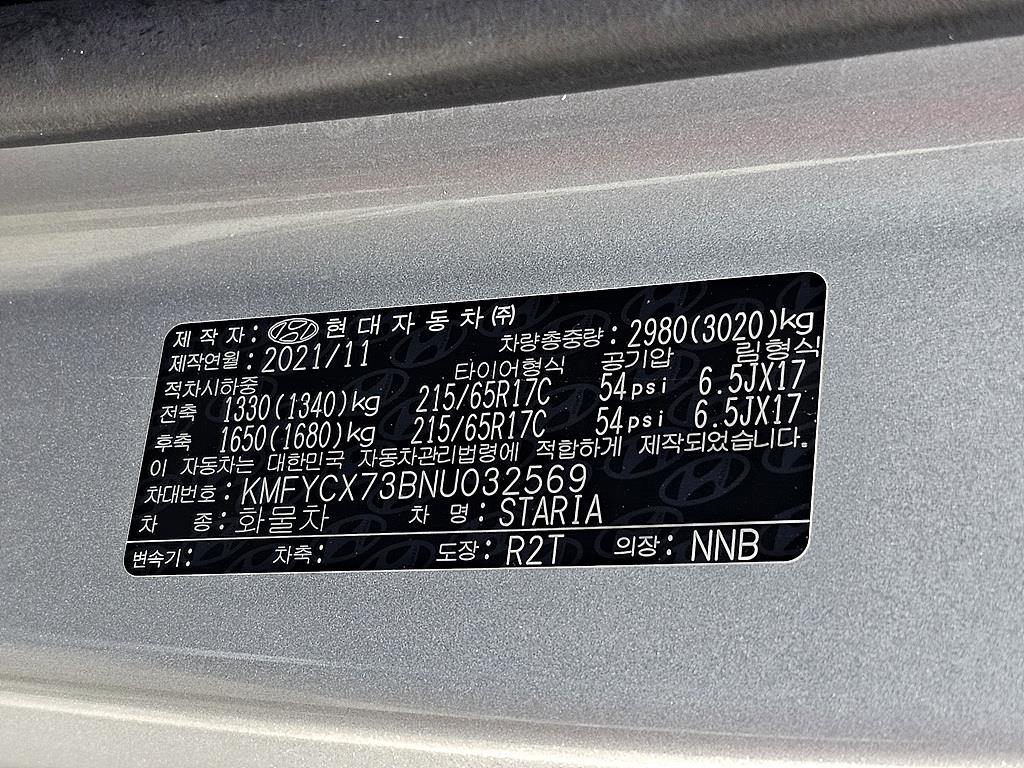 제 작 자 : 현 대 자 동 차 ㈜
제작연월 : 2021/11 차량총중량 : 2980(3020)kg
적차시하중 타이어형식 공기압 림형식
전축 1330(1340)kg 215/65R17C 54psi 6.5JX17
후축 1650(1680)kg 215/65R17C 54psi 6.5JX17
이 자동차는 대한민국 자동차관리법령에 적합하게 제작되었습니다.
차대번호 : KMFYCX73BNU032569
차 종 : 화물차 차 명 : STARIA
변속기 : 차축 : 도장 : R2T 의장 : NNB